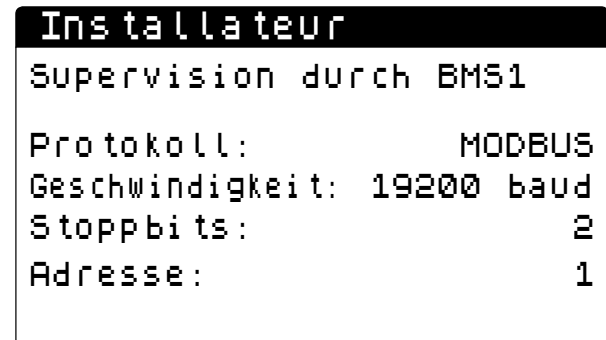 Installateur
Supervision durch BMS1
Protokoll: MODBUS
Geschwindigkeit: 19200 baud
Stoppbits: 2
Adresse: 1